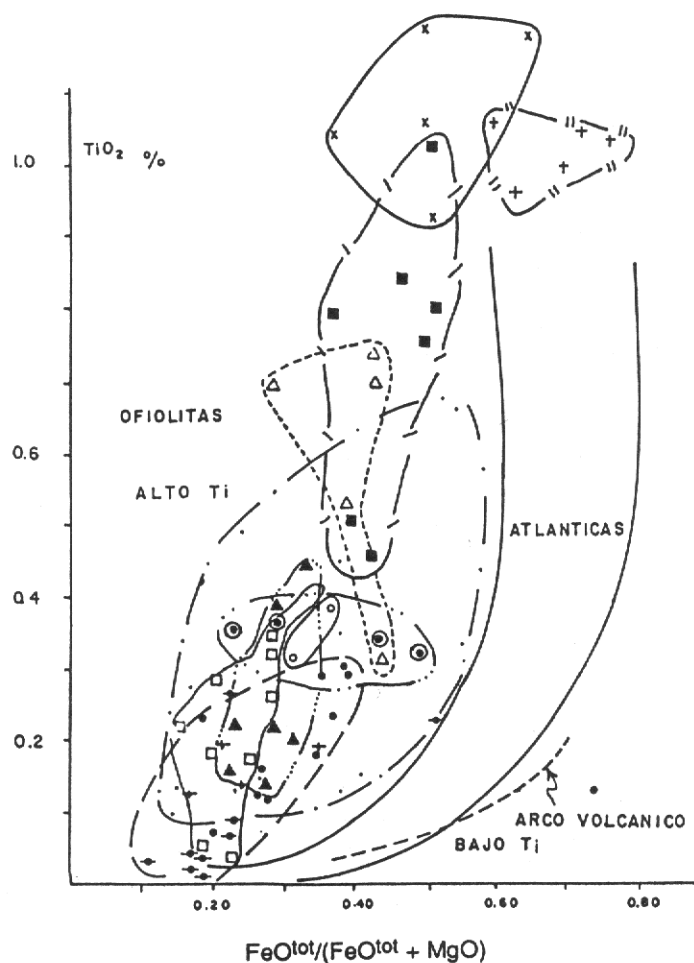 TiO₂ %
1.0
OFIOLITAS
0.6
ALTO Ti
ATLANTICAS
0.4
0.2
ARCO VOLCANICO
BAJO Ti
0.20 0.40 0.60 0.80
FeOtot/(FeOtot + MgO)